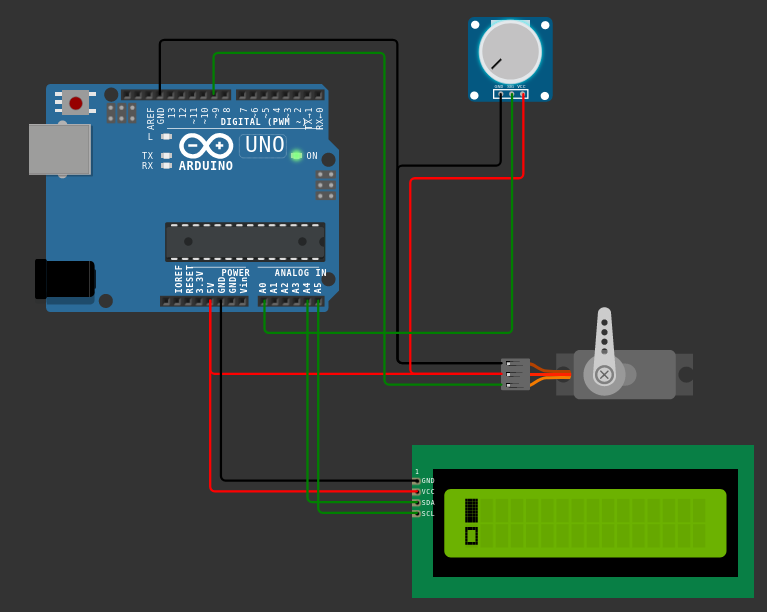 GND SIG VCC
AREF
GND
13
12
~11
~10
~9
8
7
~6
~5
4
~3
2
TX→1
RX←0
DIGITAL (PWM ~)
L
TX
RX
UNO
ON
ARDUINO
IOREF
RESET
3.3V
5V
GND
GND
Vin
POWER
ANALOG IN
A0
A1
A2
A3
A4
A5
1
GND
VCC
SDA
SCL
0